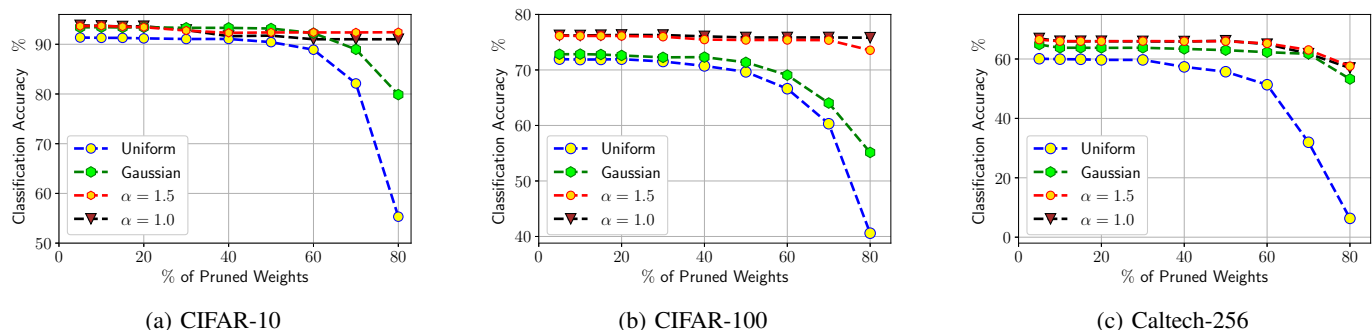 %
Classification Accuracy
90
80
70
60
50
Uniform
Gaussian
α = 1.5
α = 1.0
0
20
40
60
80
% of Pruned Weights
(a) CIFAR-10
%
Classification Accuracy
80
70
60
50
40
Uniform
Gaussian
α = 1.5
α = 1.0
0
20
40
60
80
% of Pruned Weights
(b) CIFAR-100
%
Classification Accuracy
60
40
20
0
Uniform
Gaussian
α = 1.5
α = 1.0
0
20
40
60
80
% of Pruned Weights
(c) Caltech-256